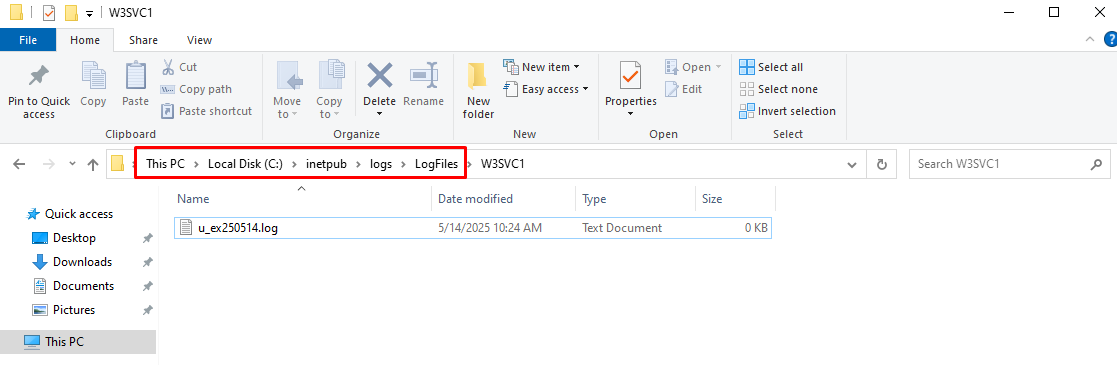 W3SVC1
File Home Share View
Pin to Quick access
Copy
Paste
Cut
Copy path
Paste shortcut
Clipboard
Move to
Copy to
Delete
Rename
Organize
New folder
New item
Easy access
New
Properties
Open
Edit
Open
Select all
Select none
Invert selection
Select
This PC > Local Disk (C:) > inetpub > logs > LogFiles > W3SVC1
Search W3SVC1
Name Date modified Type Size
u_ex250514.log 5/14/2025 10:24 AM Text Document 0 KB
Quick access
Desktop
Downloads
Documents
Pictures
This PC